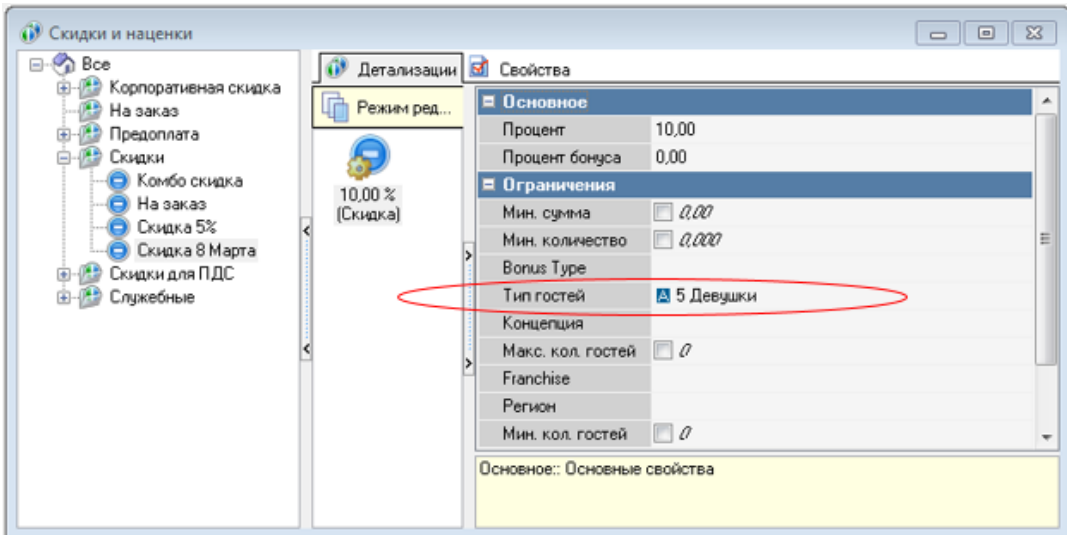 Скидки и наценки
Все
Корпоративная скидка
На заказ
Предоплата
Скидки
Комбо скидка
На заказ
Скидка 5%
Скидка 8 Марта
Скидки для ПДС
Служебные
Детализации
Режим ред...
10,00 %
(Скидка)
Свойства
Основное
Процент 10,00
Процент бонуса 0,00
Ограничения
Мин. сумма 0,00
Мин. количество 0,000
Bonus Type
Тип гостей A 5 Девушки
Концепция
Макс. кол. гостей 0
Franchise
Регион
Мин. кол. гостей 0
Основное:: Основные свойства